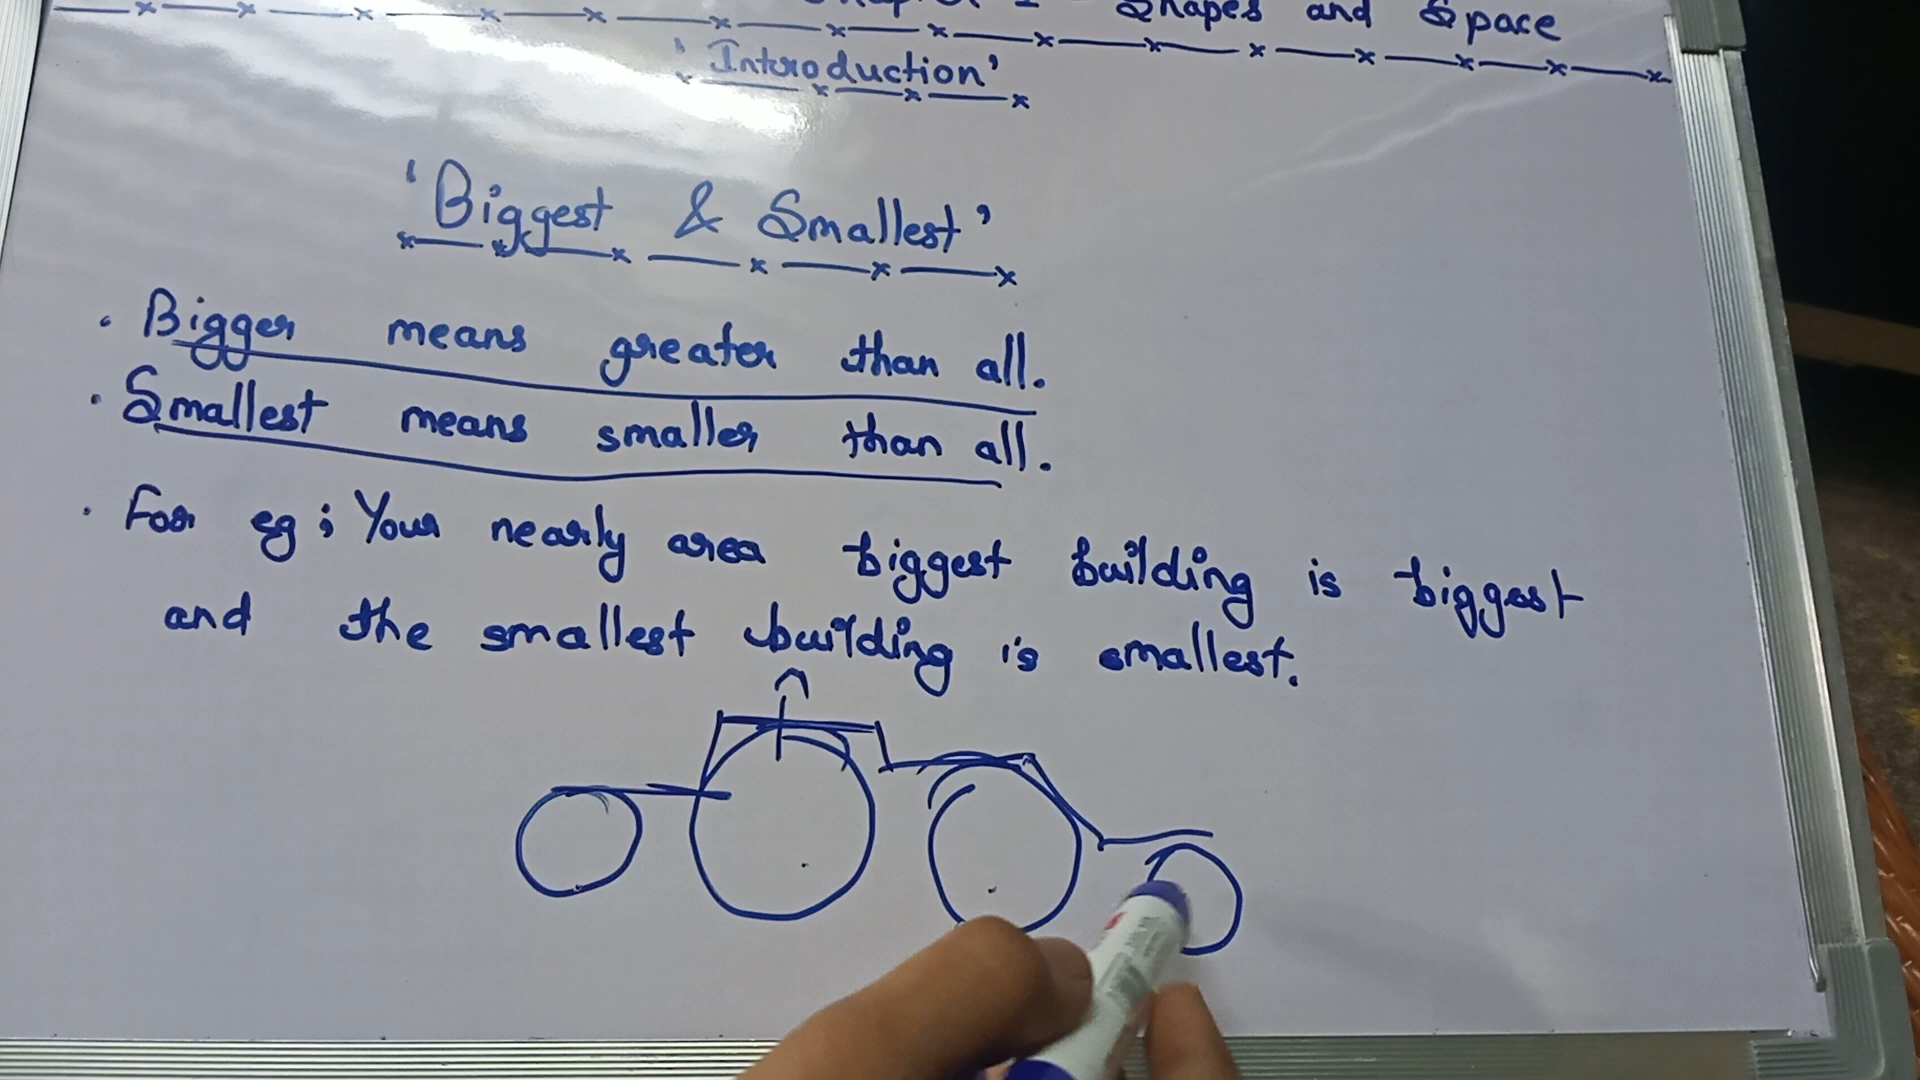 Shapes and Space
'Introduction'
'Biggest & Smallest'
• Bigger means greater than all.
• Smallest means smaller than all.
• For eg; Your nearly area biggest building is biggest
and the smallest building is smallest.